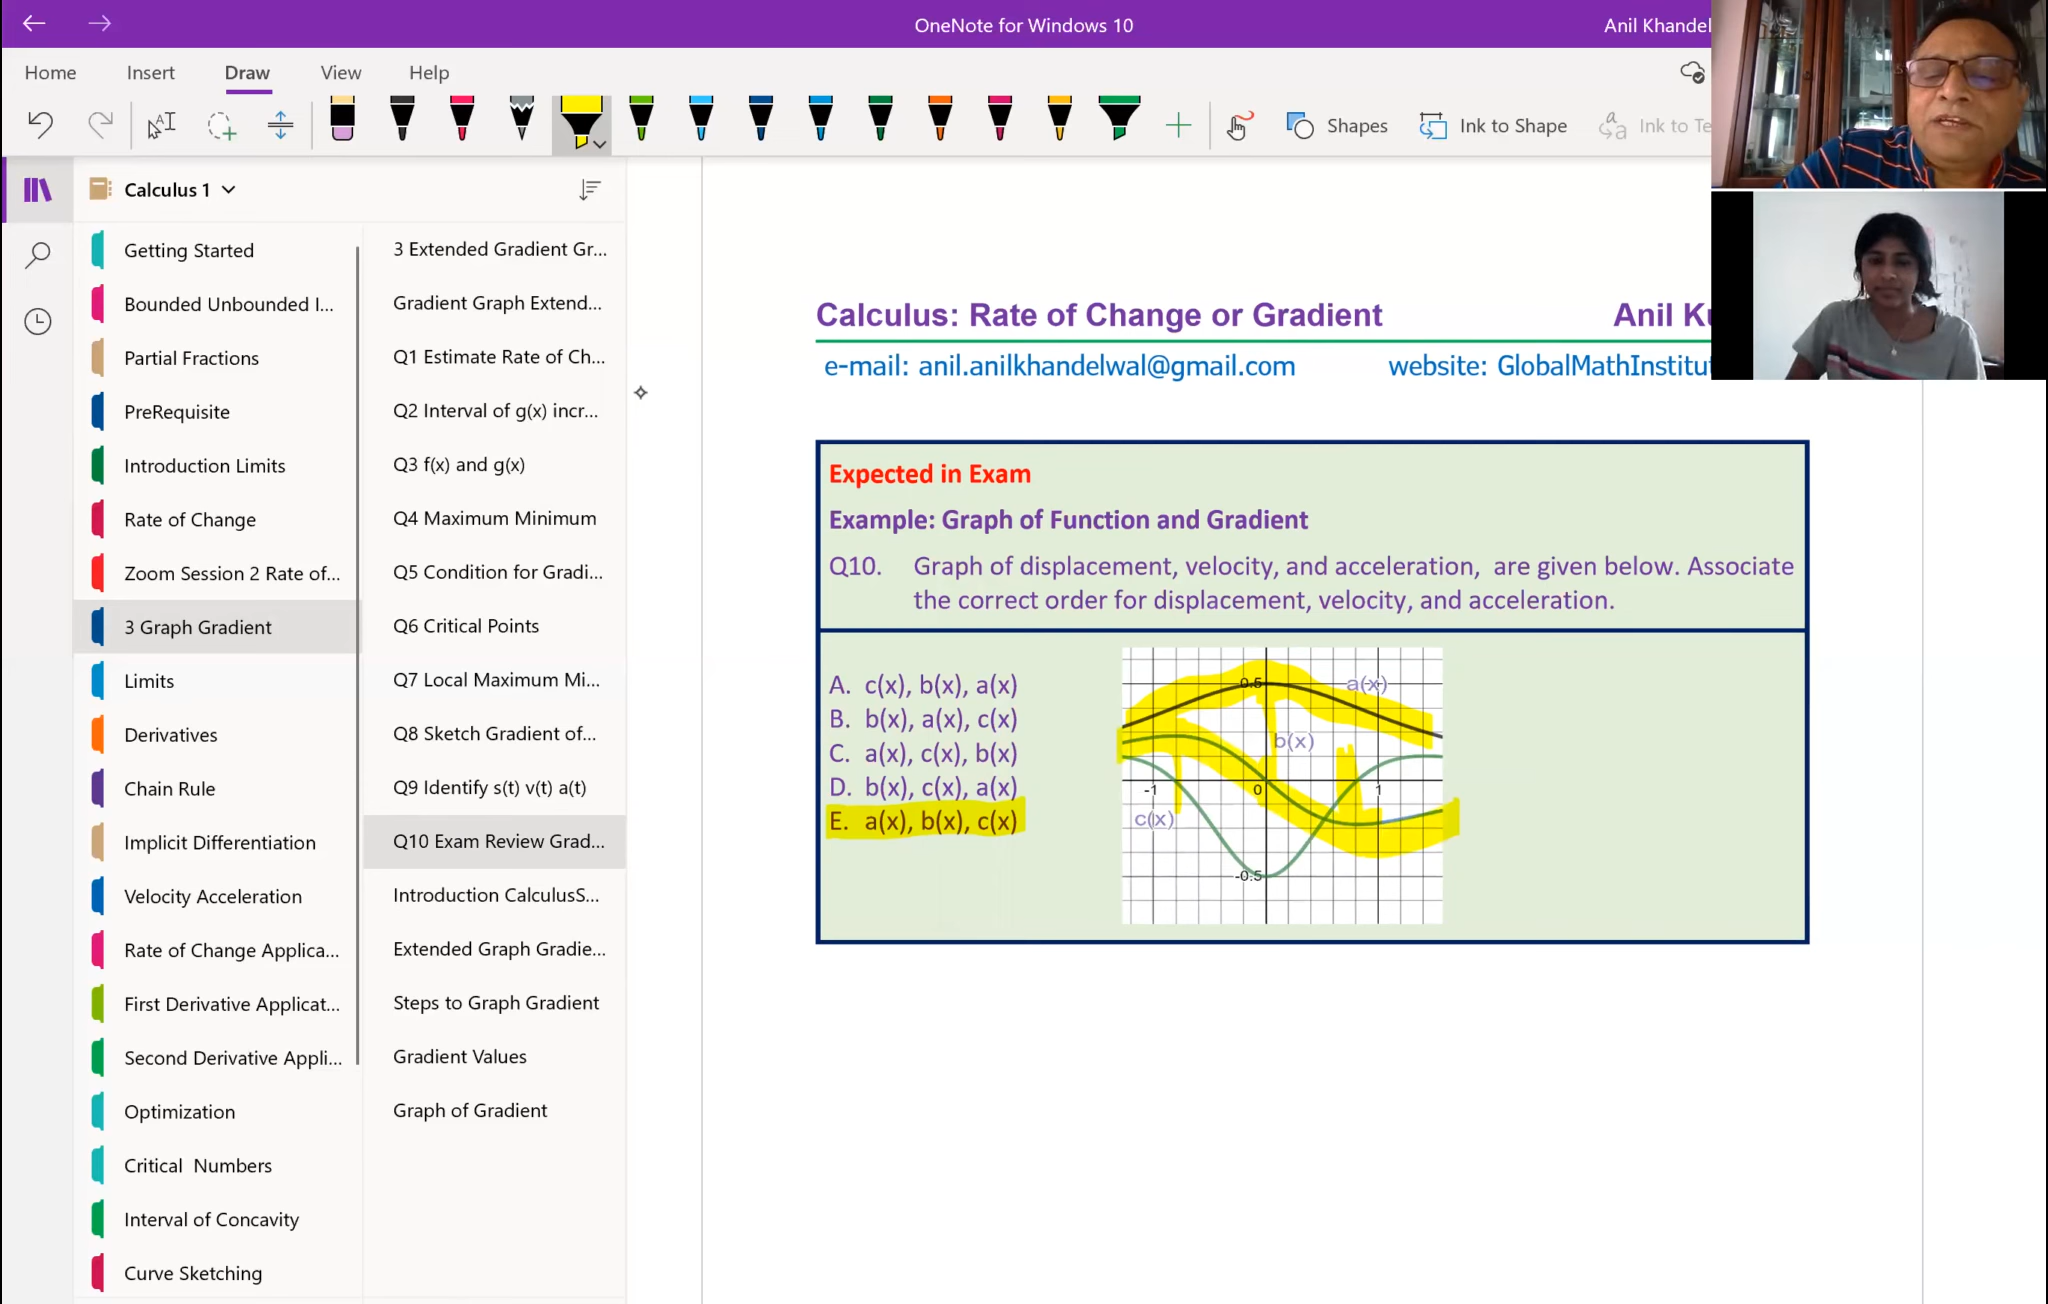 OneNote for Windows 10
Anil Khandel
Home Insert Draw View Help
Shapes Ink to Shape Ink to Te
Calculus 1
Getting Started
Bounded Unbounded I...
Partial Fractions
PreRequisite
Introduction Limits
Rate of Change
Zoom Session 2 Rate of...
3 Graph Gradient
Limits
Derivatives
Chain Rule
Implicit Differentiation
Velocity Acceleration
Rate of Change Applica...
First Derivative Applicat...
Second Derivative Appli...
Optimization
Critical Numbers
Interval of Concavity
Curve Sketching
3 Extended Gradient Gr...
Gradient Graph Extend...
Q1 Estimate Rate of Ch...
Q2 Interval of g(x) incr...
Q3 f(x) and g(x)
Q4 Maximum Minimum
Q5 Condition for Gradi...
Q6 Critical Points
Q7 Local Maximum Mi...
Q8 Sketch Gradient of...
Q9 Identify s(t) v(t) a(t)
Q10 Exam Review Grad...
Introduction CalculusS...
Extended Graph Gradie...
Steps to Graph Gradient
Gradient Values
Graph of Gradient
Calculus: Rate of Change or Gradient Anil Ku
e-mail: anil.anilkhandelwal@gmail.com website: GlobalMathInstitut
Expected in Exam
Example: Graph of Function and Gradient
Q10. Graph of displacement, velocity, and acceleration, are given below. Associate
the correct order for displacement, velocity, and acceleration.
A. c(x), b(x), a(x)
B. b(x), a(x), c(x)
C. a(x), c(x), b(x)
D. b(x), c(x), a(x)
E. a(x), b(x), c(x)
0.5 a(x)
b(x)
-1 0 1
c(x)
-0.5